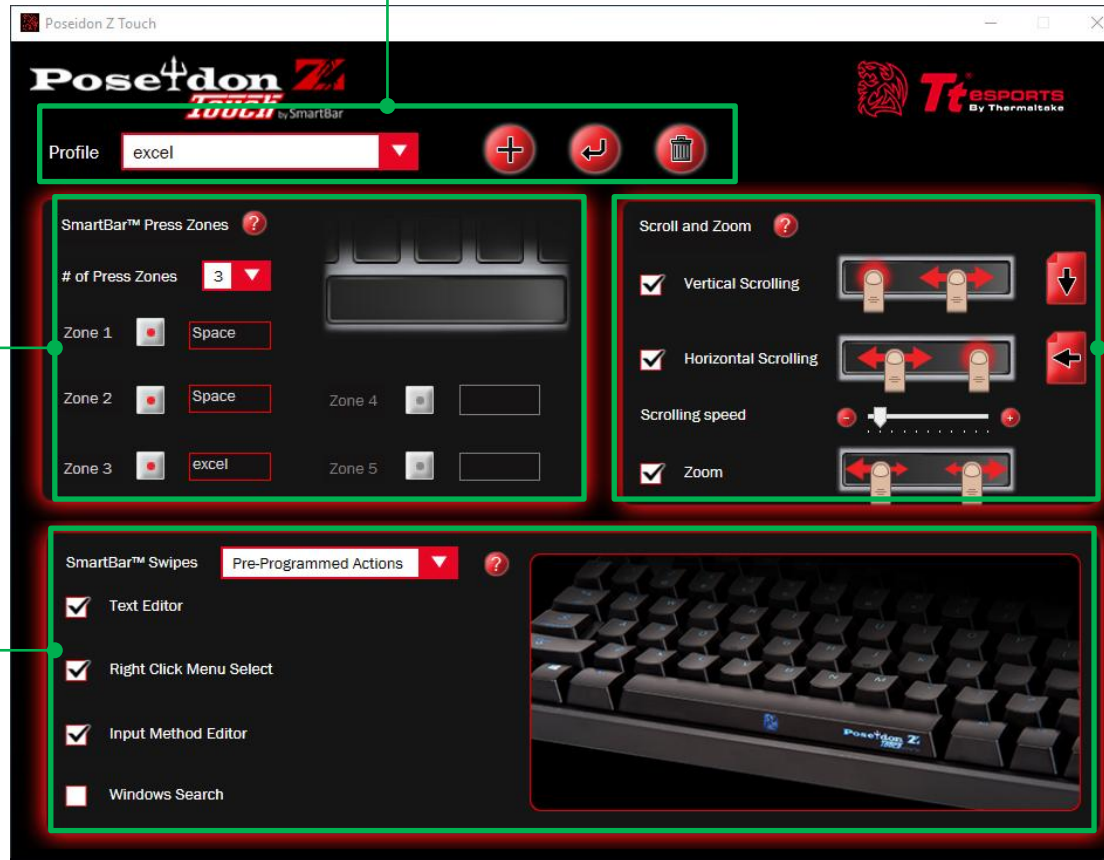 Poseidon Z Touch
Poseidon Z
Touch by SmartBar
Tt eSPORTS
By Thermaltake
Profile excel
SmartBar™ Press Zones ?
# of Press Zones 3
Zone 1 Space
Zone 2 Space
Zone 3 excel
Zone 4
Zone 5
Scroll and Zoom ?
Vertical Scrolling
Horizontal Scrolling
Scrolling speed
Zoom
SmartBar™ Swipes Pre-Programmed Actions ?
Text Editor
Right Click Menu Select
Input Method Editor
Windows Search
Poseidon Z
Touch